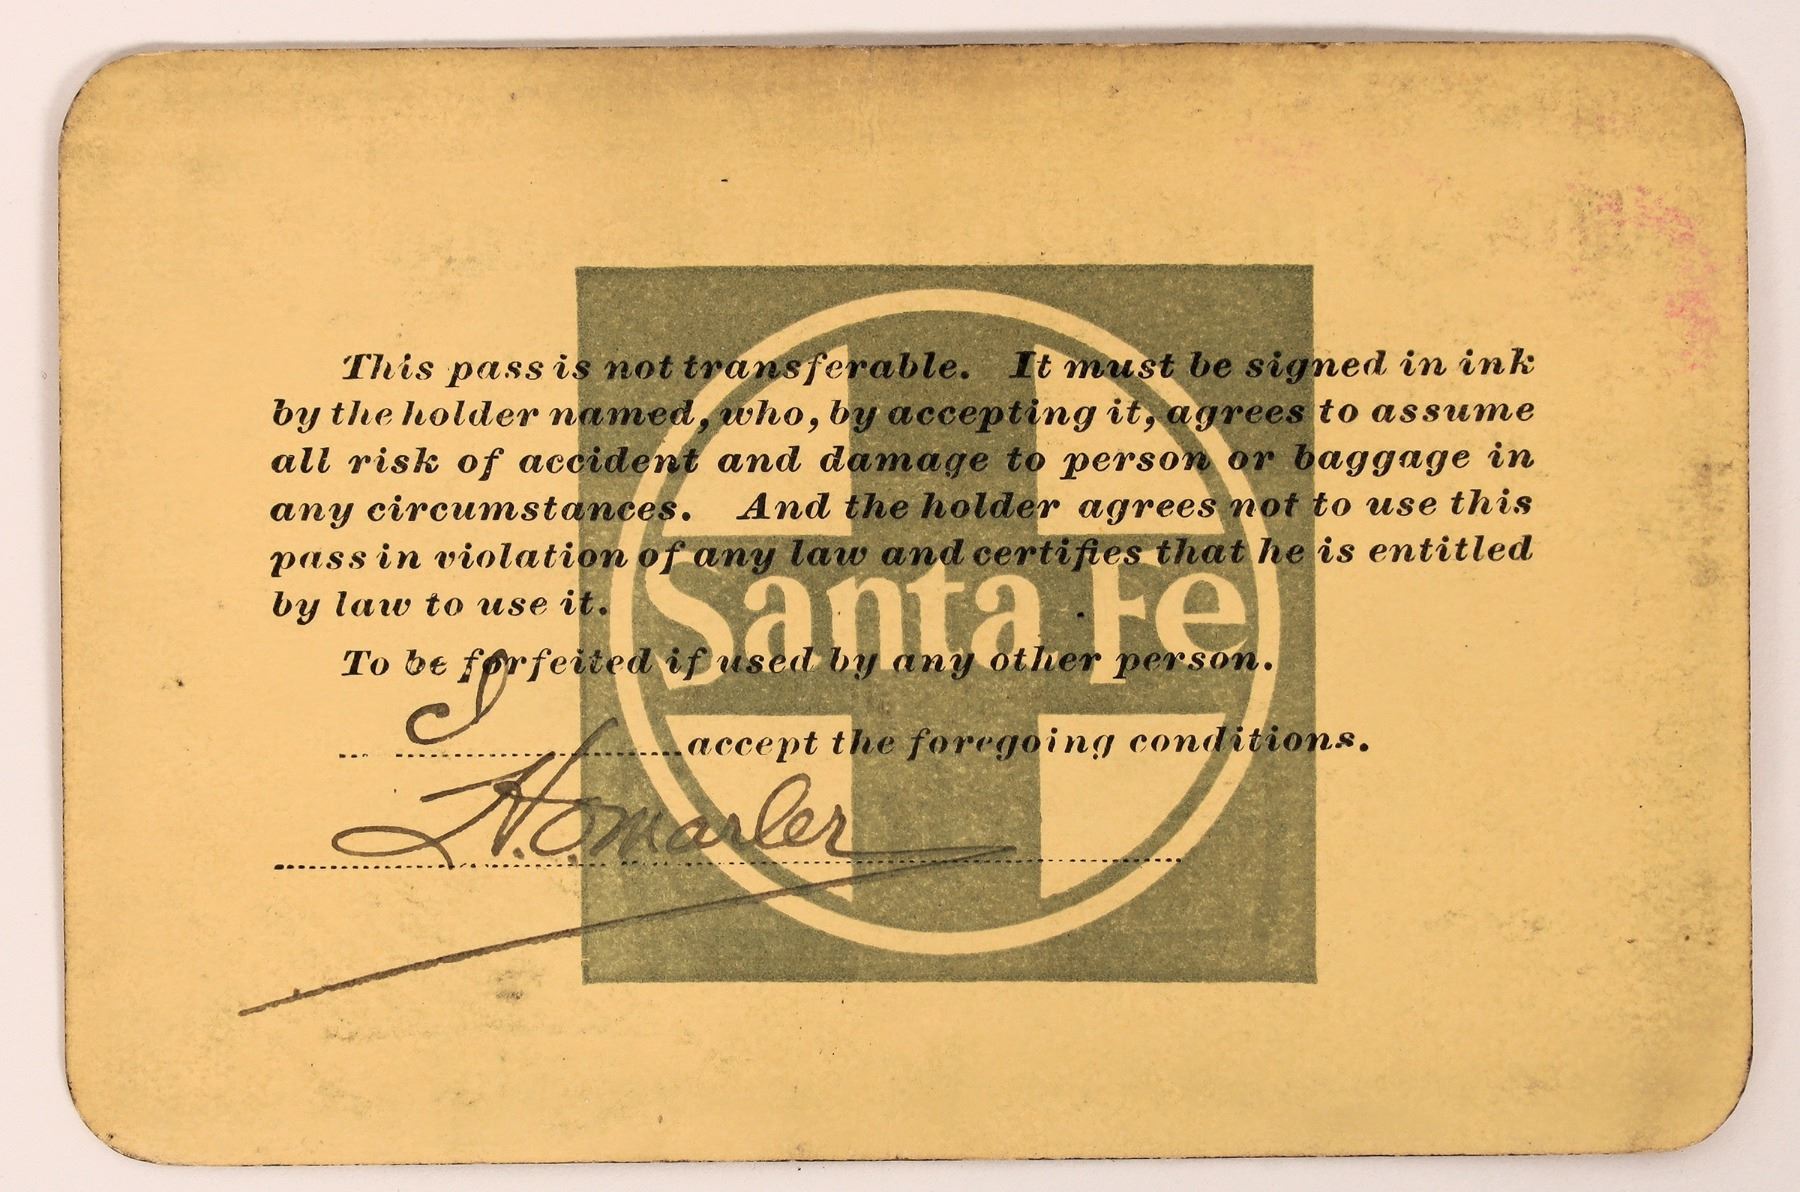 This pass is not transferable. It must be signed in ink
by the holder named, who, by accepting it, agrees to assume
all risk of accident and damage to person or baggage in
any circumstances. And the holder agrees not to use this
pass in violation of any law and certifies that he is entitled
by law to use it.
Santa Fe
To be forfeited if used by any other person.
I accept the foregoing conditions.
H. Marler